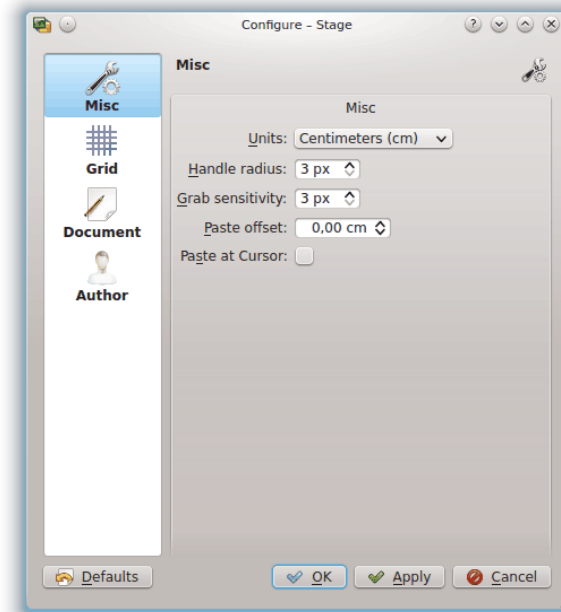 Configure – Stage
Misc
Grid
Document
Author
Misc
Misc
Units: Centimeters (cm)
Handle radius: 3 px
Grab sensitivity: 3 px
Paste offset: 0,00 cm
Paste at Cursor:
Defaults
OK
Apply
Cancel